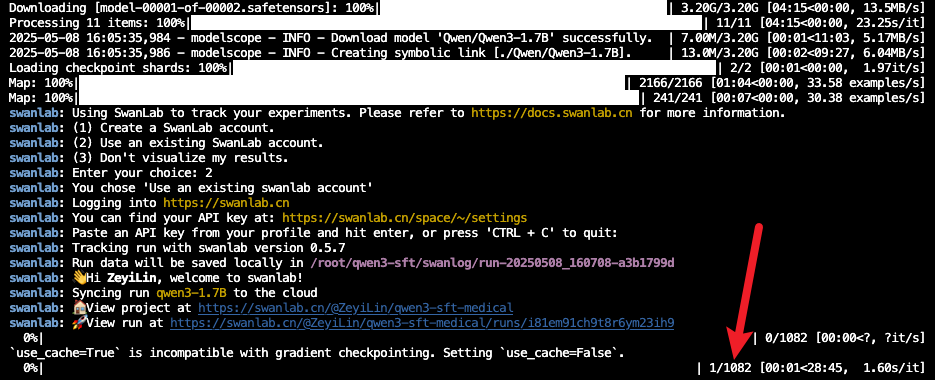 Downloading [model-00001-of-00002.safetensors]: 100%| | 3.20G/3.20G [04:15<00:00, 13.5MB/s]
Processing 11 items: 100%| | 11/11 [04:15<00:00, 23.25s/it]
2025-05-08 16:05:35,984 - modelscope - INFO - Download model 'Qwen/Qwen3-1.7B' successfully. | 7.00M/3.20G [00:01<11:03, 5.17MB/s]
2025-05-08 16:05:35,986 - modelscope - INFO - Creating symbolic link [./Qwen/Qwen3-1.7B]. | 13.0M/3.20G [00:02<09:27, 6.04MB/s]
Loading checkpoint shards: 100%| | 2/2 [00:01<00:00, 1.97it/s]
Map: 100%| | 2166/2166 [01:04<00:00, 33.58 examples/s]
Map: 100%| | 241/241 [00:07<00:00, 30.38 examples/s]
swanlab: Using SwanLab to track your experiments. Please refer to https://docs.swanlab.cn for more information.
swanlab: (1) Create a SwanLab account.
swanlab: (2) Use an existing SwanLab account.
swanlab: (3) Don't visualize my results.
swanlab: Enter your choice: 2
swanlab: You chose 'Use an existing swanlab account'
swanlab: Logging into https://swanlab.cn
swanlab: You can find your API key at: https://swanlab.cn/space/~/settings
swanlab: Paste an API key from your profile and hit enter, or press 'CTRL + C' to quit:
swanlab: Tracking run with swanlab version 0.5.7
swanlab: Run data will be saved locally in /root/qwen3-sft/swanlog/run-20250508_160708-a3b1799d
swanlab: 👋Hi ZeyiLin, welcome to swanlab!
swanlab: Syncing run qwen3-1.7B to the cloud
swanlab: 🏠View project at https://swanlab.cn/@ZeyiLin/qwen3-sft-medical
swanlab: 🚀View run at https://swanlab.cn/@ZeyiLin/qwen3-sft-medical/runs/i81em91ch9t8r6ym23ih9
0%| | 0/1082 [00:00<?, ?it/s]
`use_cache=True` is incompatible with gradient checkpointing. Setting `use_cache=False`.
0%| | 1/1082 [00:01<28:45, 1.60s/it]